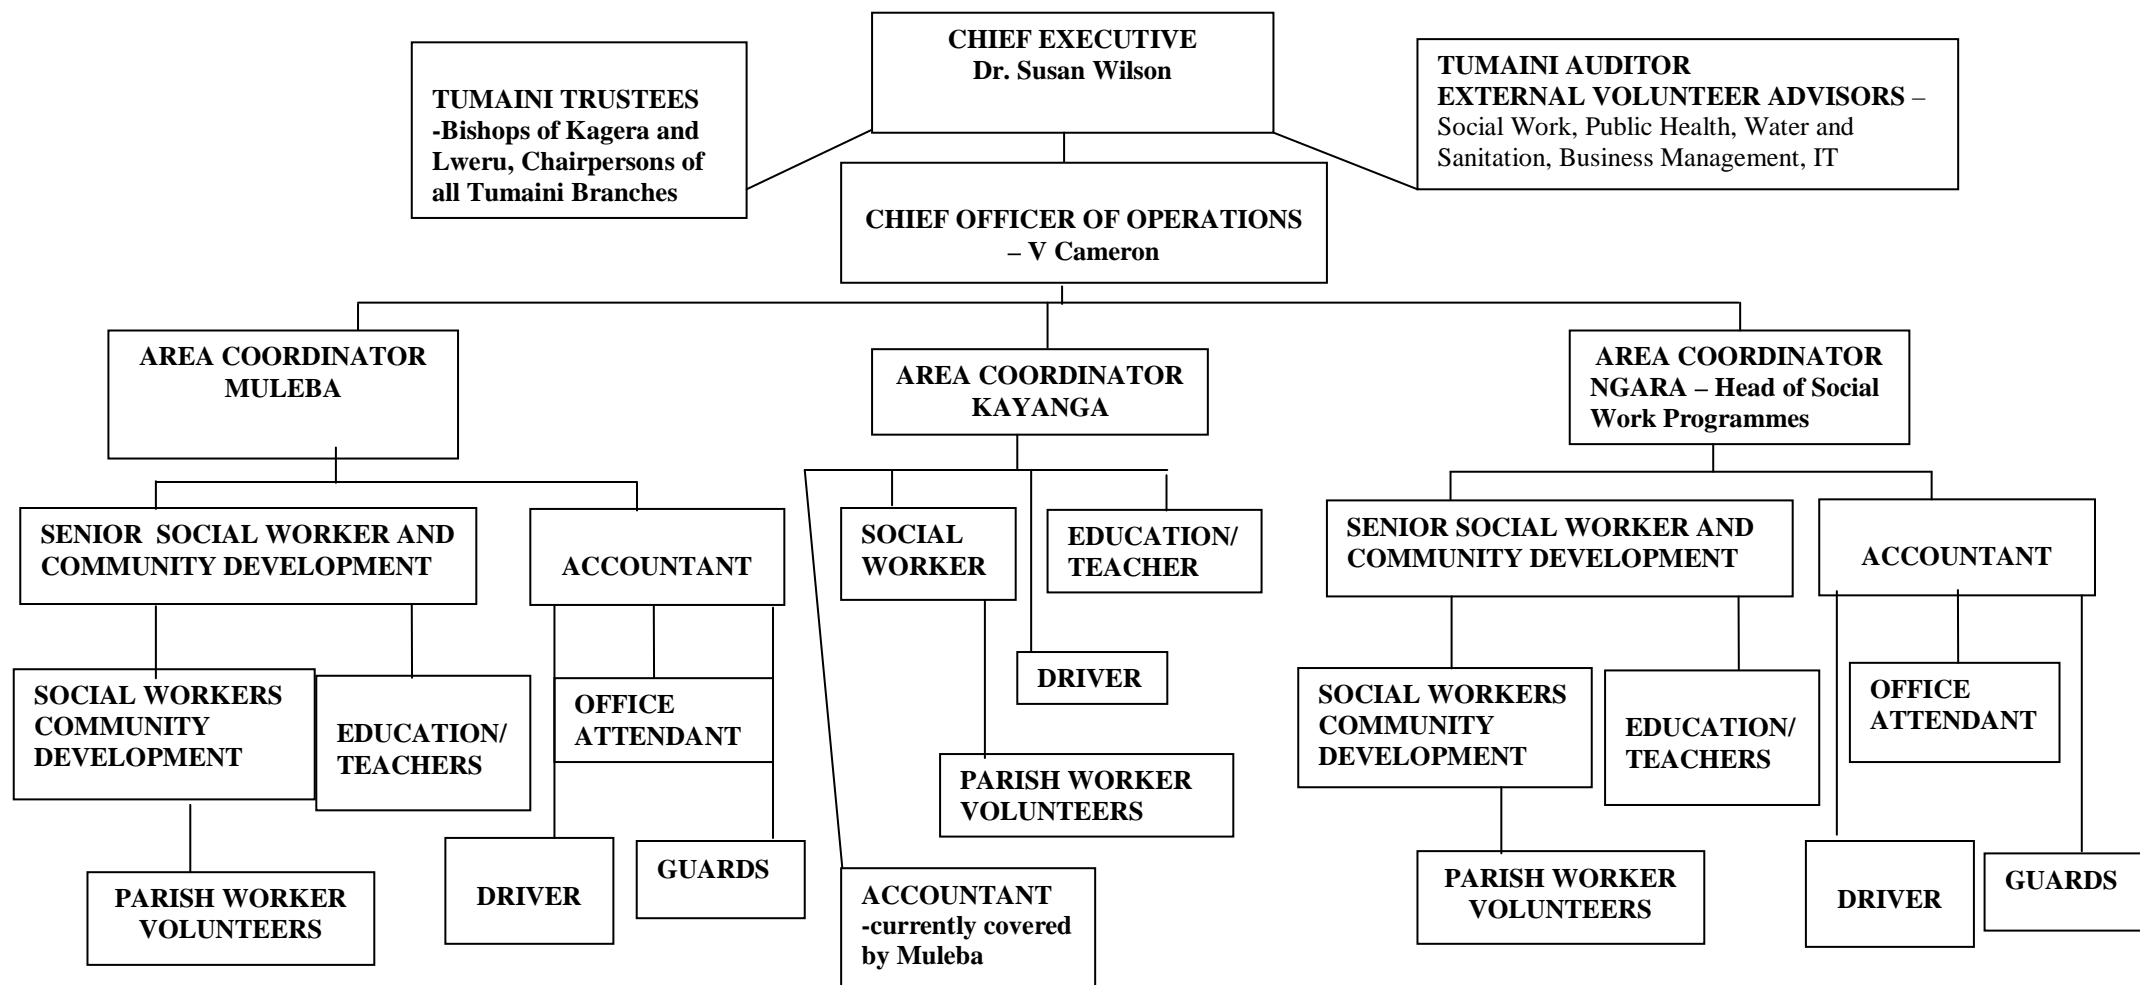 CHIEF EXECUTIVE
Dr. Susan Wilson
TUMAINI TRUSTEES
-Bishops of Kagera and
Lweru, Chairpersons of
all Tumaini Branches
TUMAINI AUDITOR
EXTERNAL VOLUNTEER ADVISORS –
Social Work, Public Health, Water and
Sanitation, Business Management, IT
CHIEF OFFICER OF OPERATIONS
– V Cameron
AREA COORDINATOR
MULEBA
AREA COORDINATOR
KAYANGA
AREA COORDINATOR
NGARA – Head of Social
Work Programmes
SENIOR SOCIAL WORKER AND
COMMUNITY DEVELOPMENT
ACCOUNTANT
SOCIAL
WORKER
EDUCATION/
TEACHER
SENIOR SOCIAL WORKER AND
COMMUNITY DEVELOPMENT
ACCOUNTANT
SOCIAL WORKERS
COMMUNITY
DEVELOPMENT
EDUCATION/
TEACHERS
OFFICE
ATTENDANT
DRIVER
SOCIAL WORKERS
COMMUNITY
DEVELOPMENT
EDUCATION/
TEACHERS
OFFICE
ATTENDANT
PARISH WORKER
VOLUNTEERS
PARISH WORKER
VOLUNTEERS
DRIVER
GUARDS
ACCOUNTANT
-currently covered
by Muleba
PARISH WORKER
VOLUNTEERS
DRIVER
GUARDS